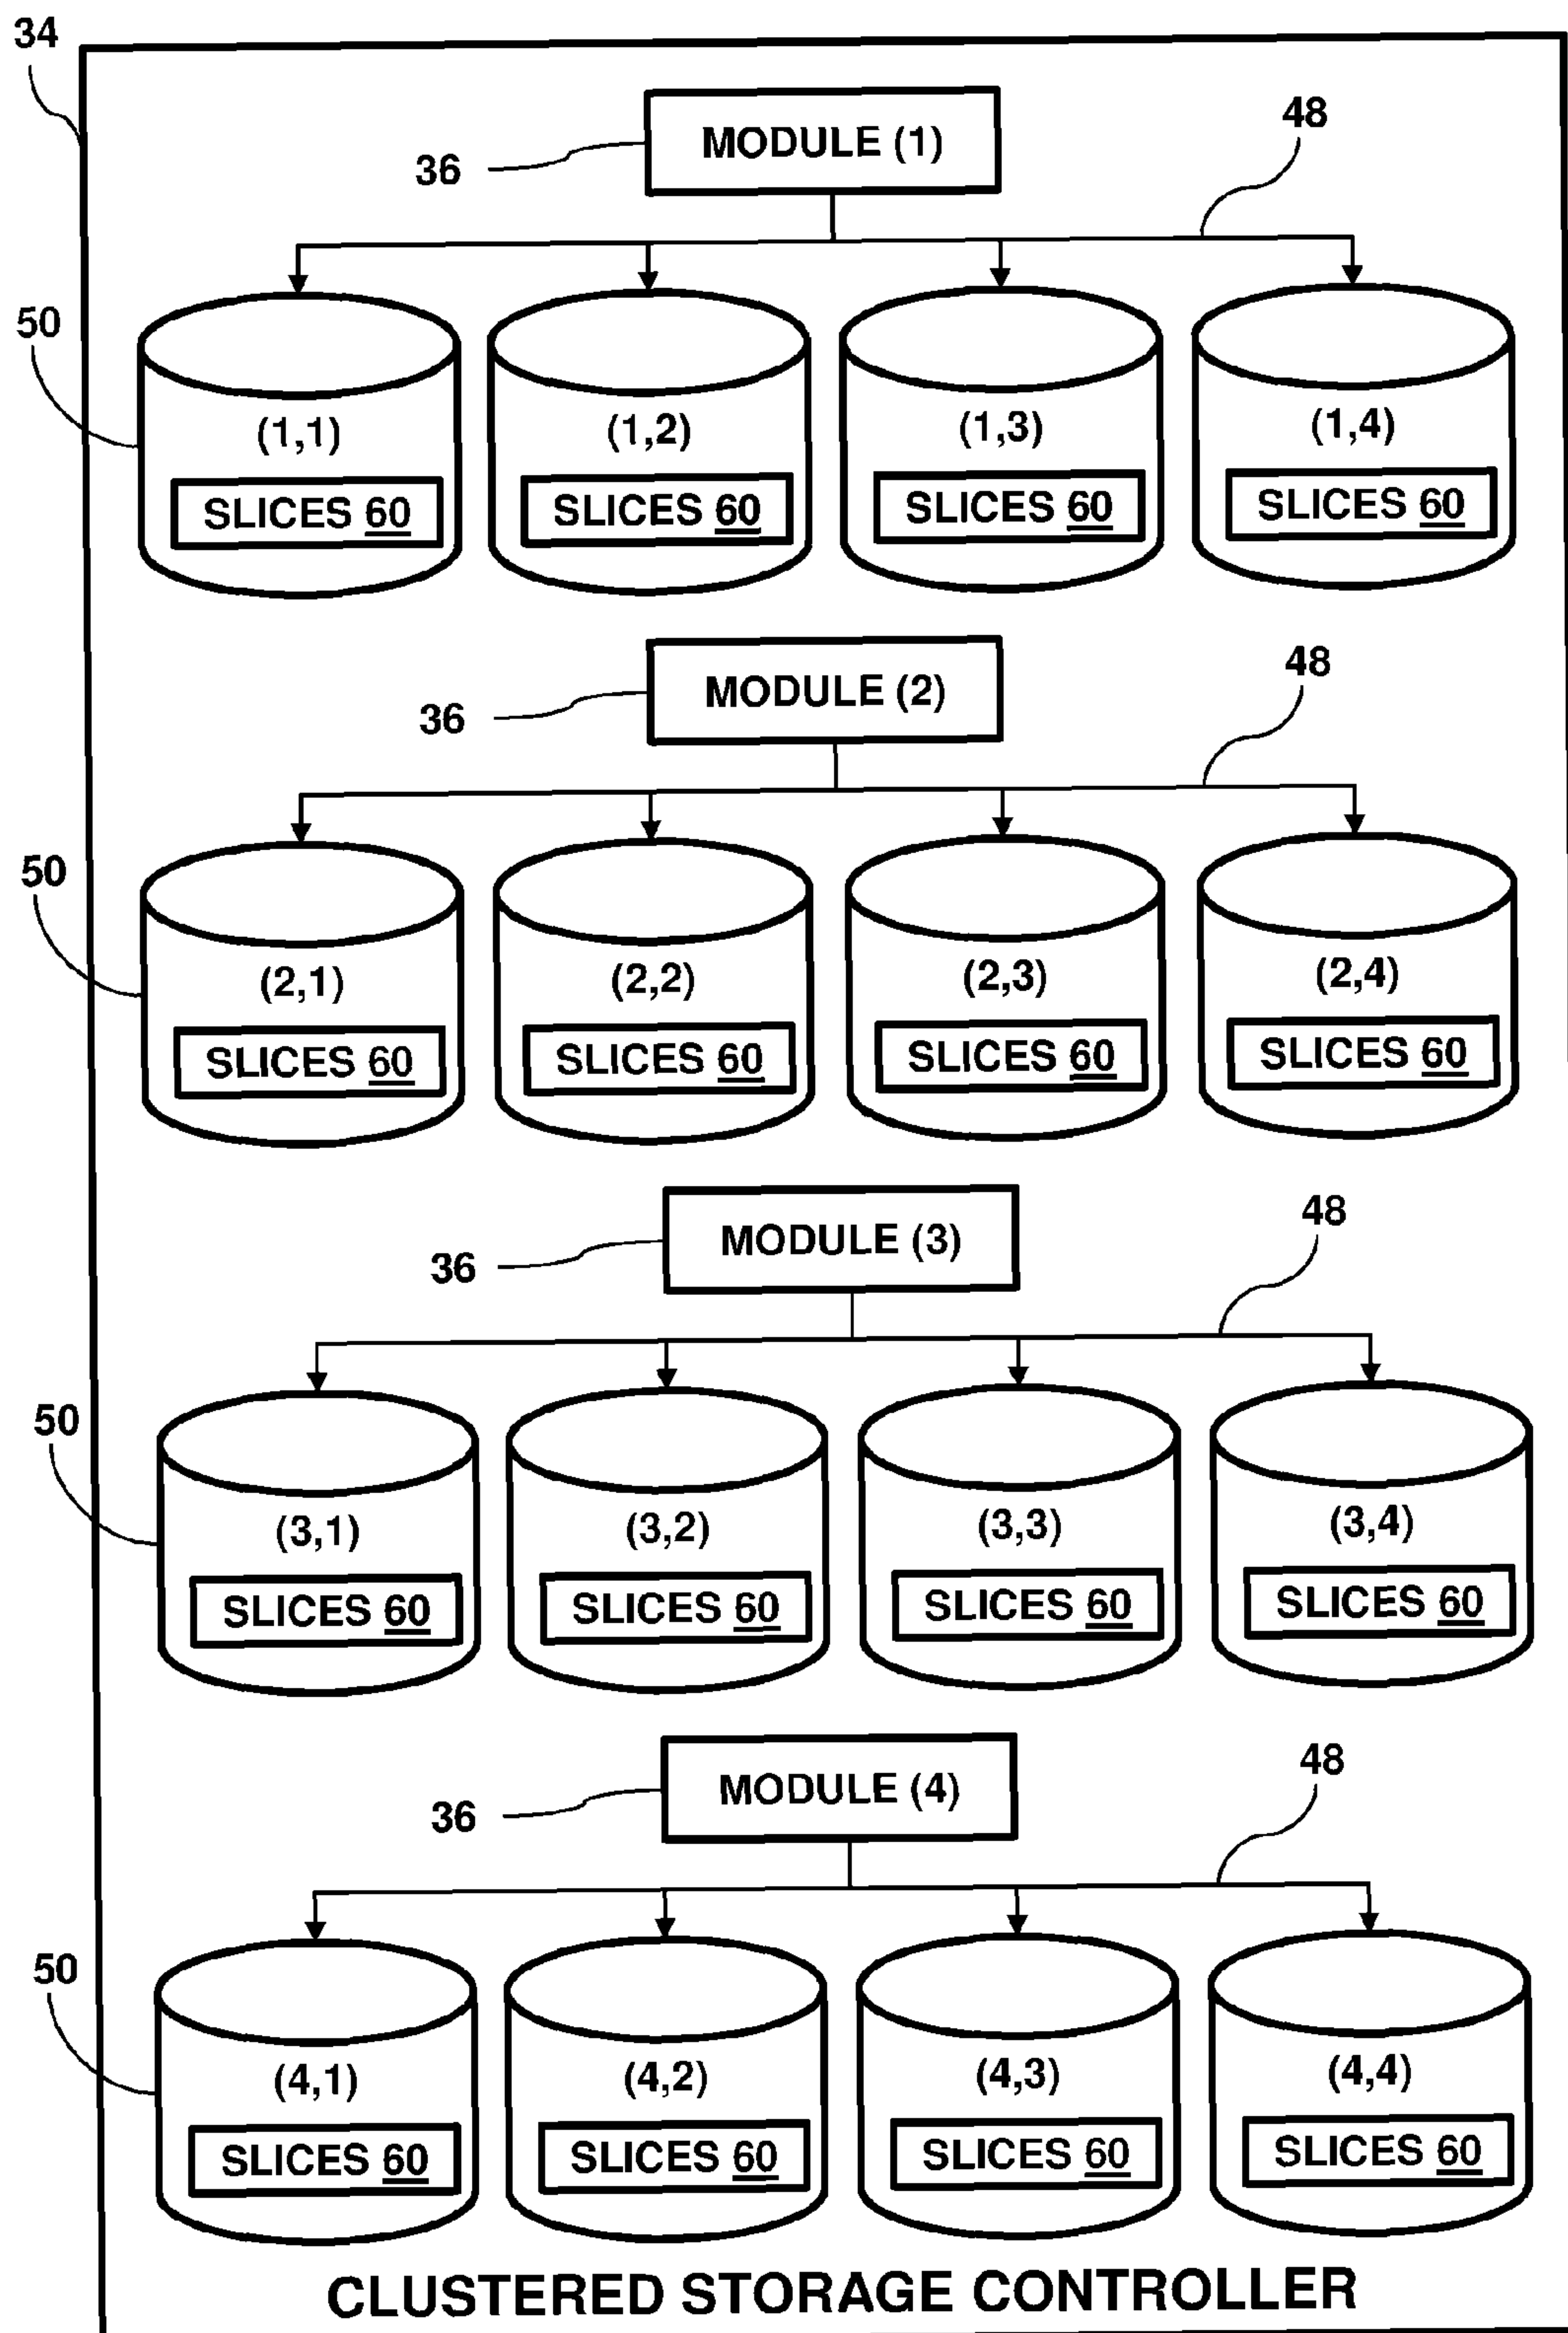 34
MODULE (1)
48
36
50
(1,1) (1,2) (1,3) (1,4)
SLICES 60 SLICES 60 SLICES 60 SLICES 60
MODULE (2)
48
36
50
(2,1) (2,2) (2,3) (2,4)
SLICES 60 SLICES 60 SLICES 60 SLICES 60
MODULE (3)
48
36
50
(3,1) (3,2) (3,3) (3,4)
SLICES 60 SLICES 60 SLICES 60 SLICES 60
MODULE (4)
48
36
50
(4,1) (4,2) (4,3) (4,4)
SLICES 60 SLICES 60 SLICES 60 SLICES 60
CLUSTERED STORAGE CONTROLLER